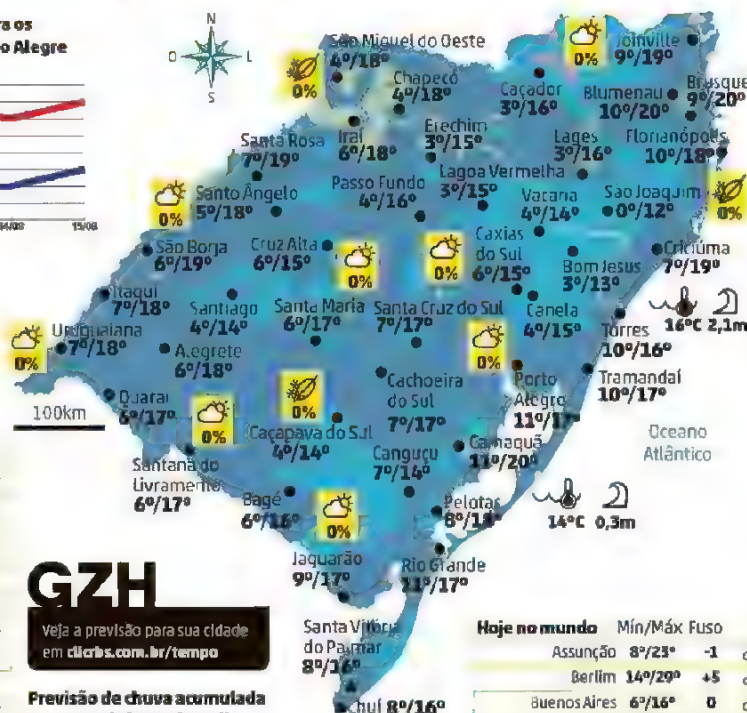 ra os
o Alegre
15/08
N
O
L
S
0%
São Miguel do Oeste
4º/18º
Chapecó
4º/18º
0%
Joinville
9º/19º
Caçador
3º/16º
Blumenau
10º/20º
Brusque
9º/20º
Iraí
6º/18º
Erechim
3º/15º
Lages
3º/16º
Florianópolis
10º/18º
Santa Rosa
7º/19º
Lagoa Vermelha
3º/15º
Passo Fundo
4º/16º
Vacaria
4º/14º
São Joaquim
0º/12º
0%
0%
Santo Ângelo
5º/18º
São Borja
6º/19º
Cruz Alta
6º/15º
0%
0%
Caxias
do Sul
6º/15º
Bom Jesus
3º/13º
Criciúma
7º/19º
Itaqui
7º/18º
Santiago
4º/14º
Santa Maria
6º/17º
Santa Cruz do Sul
7º/17º
Canela
4º/15º
16ºC 2,1m
Torres
10º/16º
0%
Uruguaiana
7º/18º
Alegrete
6º/18º
0%
Tramandaí
10º/17º
Quaraí
6º/17º
100km
0%
0%
Cachoeira
do Sul
7º/17º
Porto
Alegre
11º/17º
Oceano
Atlântico
Caçapava do Sul
4º/14º
Camaquã
11º/20º
Santana do
Livramento
6º/17º
Canguçu
7º/14º
Bagé
6º/16º
0%
Pelotas
14ºC 0,3m
Jaguarão
9º/17º
Rio Grande
11º/17º
GZH
Veja a previsão para sua cidade
em clicrbs.com.br/tempo
Santa Vitória
do Palmar
8º/16º
Chuí 8º/16º
Hoje no mundo Mín/Máx Fuso
Assunção 8º/23º -1
Berlim 14º/29º +5
Buenos Aires 6º/16º 0
Previsão de chuva acumulada